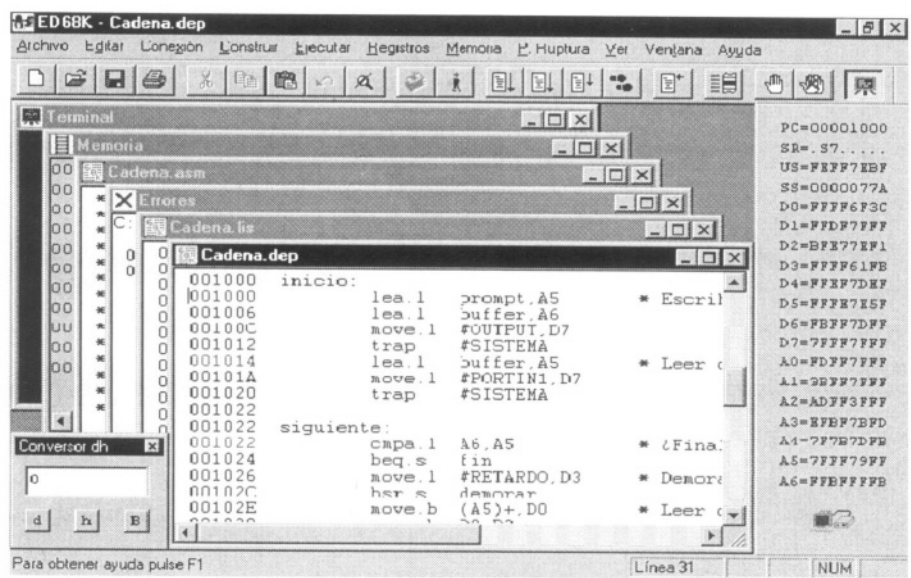 ED68K - Cadena.dep
Archivo Editar Conexión Construir Ejecutar Registros Memoria P. Ruptura Ver Ventana Ayuda
Terminal
Memoria
Cadena.asm
Errores
C:
Cadena.lis
Cadena.dep
001000 inicio:
001000 lea.l prompt,A5 * Escrib
001006 lea.l buffer,A6
00100C move.l #OUTPUT,D7
001012 trap #SISTEMA
001014 lea.l buffer,A5 * Leer
00101A move.l #PORTIN1,D7
001020 trap #SISTEMA
001022
001022 siguiente:
001022 cmpa.l A6,A5 * ¿Final
001024 beq.s fin
001026 move.l #RETARDO,D3 * Demora
00102C bsr.s demorar
00102E move.b (A5)+,D0 * Leer
PC=00001000
SR=.S7.....
US=FEFF7EBF
SS=0000077A
D0=FFFF6F3C
D1=FFDF7FFF
D2=BFE77EF1
D3=FFFF61FB
D4=FFEF7DEF
D5=FFFE7E5F
D6=FBFF7DFF
D7=7FFF7FFF
A0=FDFF7FFF
A1=BBFF7FFF
A2=ADFF3FFF
A3=EFBF7BFD
A4=7F7B7DFB
A5=7FFF79FF
A6=FFBFFFFB
Conversor dh
0
d h B
Para obtener ayuda pulse F1
Línea 31
NUM